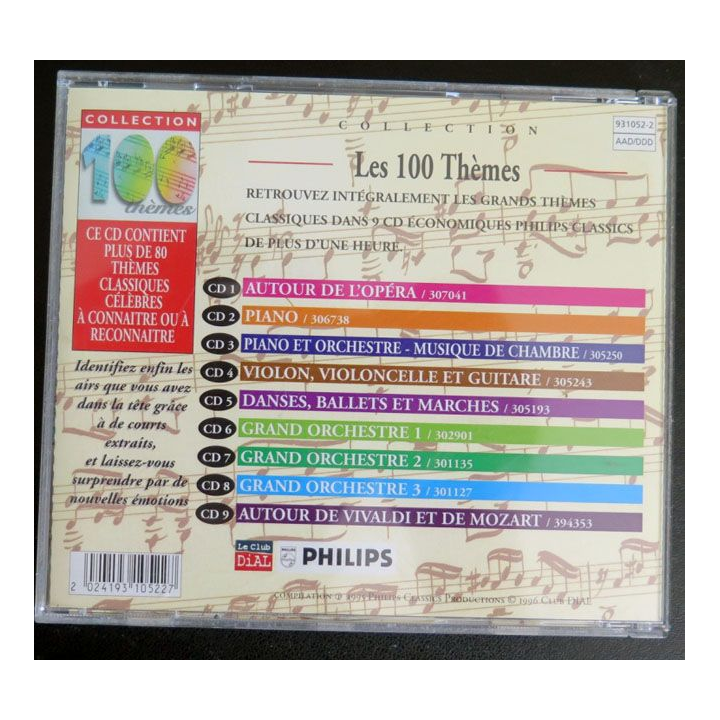 COLLECTION
100
thèmes
CE CD CONTIENT
PLUS DE 80
THÈMES
CLASSIQUES
CÉLÈBRES
À CONNAITRE OU À
RECONNAITRE
Identifiez enfin les
airs que vous avez
dans la tête grâce
à de courts
extraits,
et laissez-vous
surprendre par de
nouvelles émotions
2 024193 105227
COLLECTION
931052-2
AAD/DDD
Les 100 Thèmes
RETROUVEZ INTÉGRALEMENT LES GRANDS THÈMES
CLASSIQUES DANS 9 CD ÉCONOMIQUES PHILIPS CLASSICS
DE PLUS D'UNE HEURE...
CD 1 AUTOUR DE L'OPÉRA / 307041
CD 2 PIANO / 306738
CD 3 PIANO ET ORCHESTRE - MUSIQUE DE CHAMBRE / 305250
CD 4 VIOLON, VIOLONCELLE ET GUITARE / 305243
CD 5 DANSES, BALLETS ET MARCHES / 305193
CD 6 GRAND ORCHESTRE 1 / 302901
CD 7 GRAND ORCHESTRE 2 / 301135
CD 8 GRAND ORCHESTRE 3 / 301127
CD 9 AUTOUR DE VIVALDI ET DE MOZART / 394353
Le Club
DiAL
PHILIPS
PHILIPS
COMPILATION ℗ 1995 PHILIPS CLASSICS PRODUCTIONS © 1996 CLUB DIAL